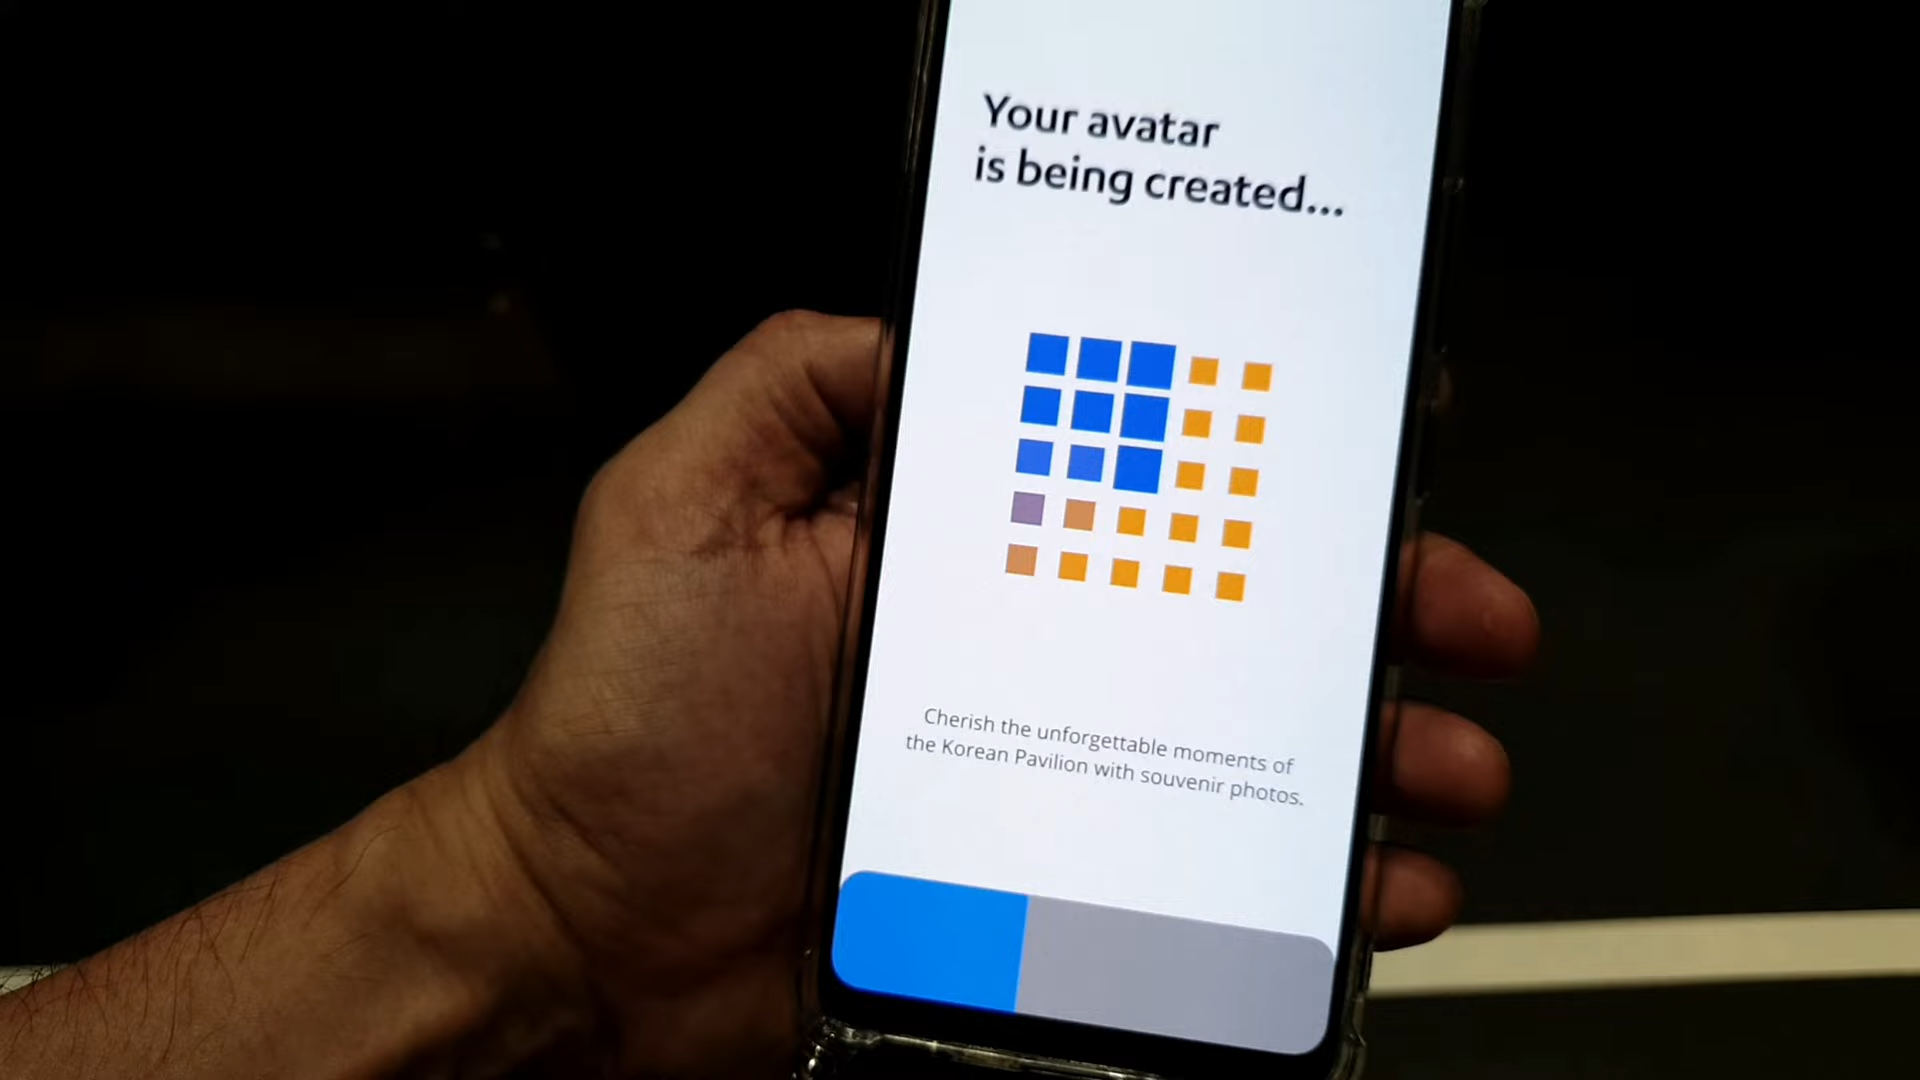 Your avatar
is being created...
Cherish the unforgettable moments of
the Korean Pavilion with souvenir photos.